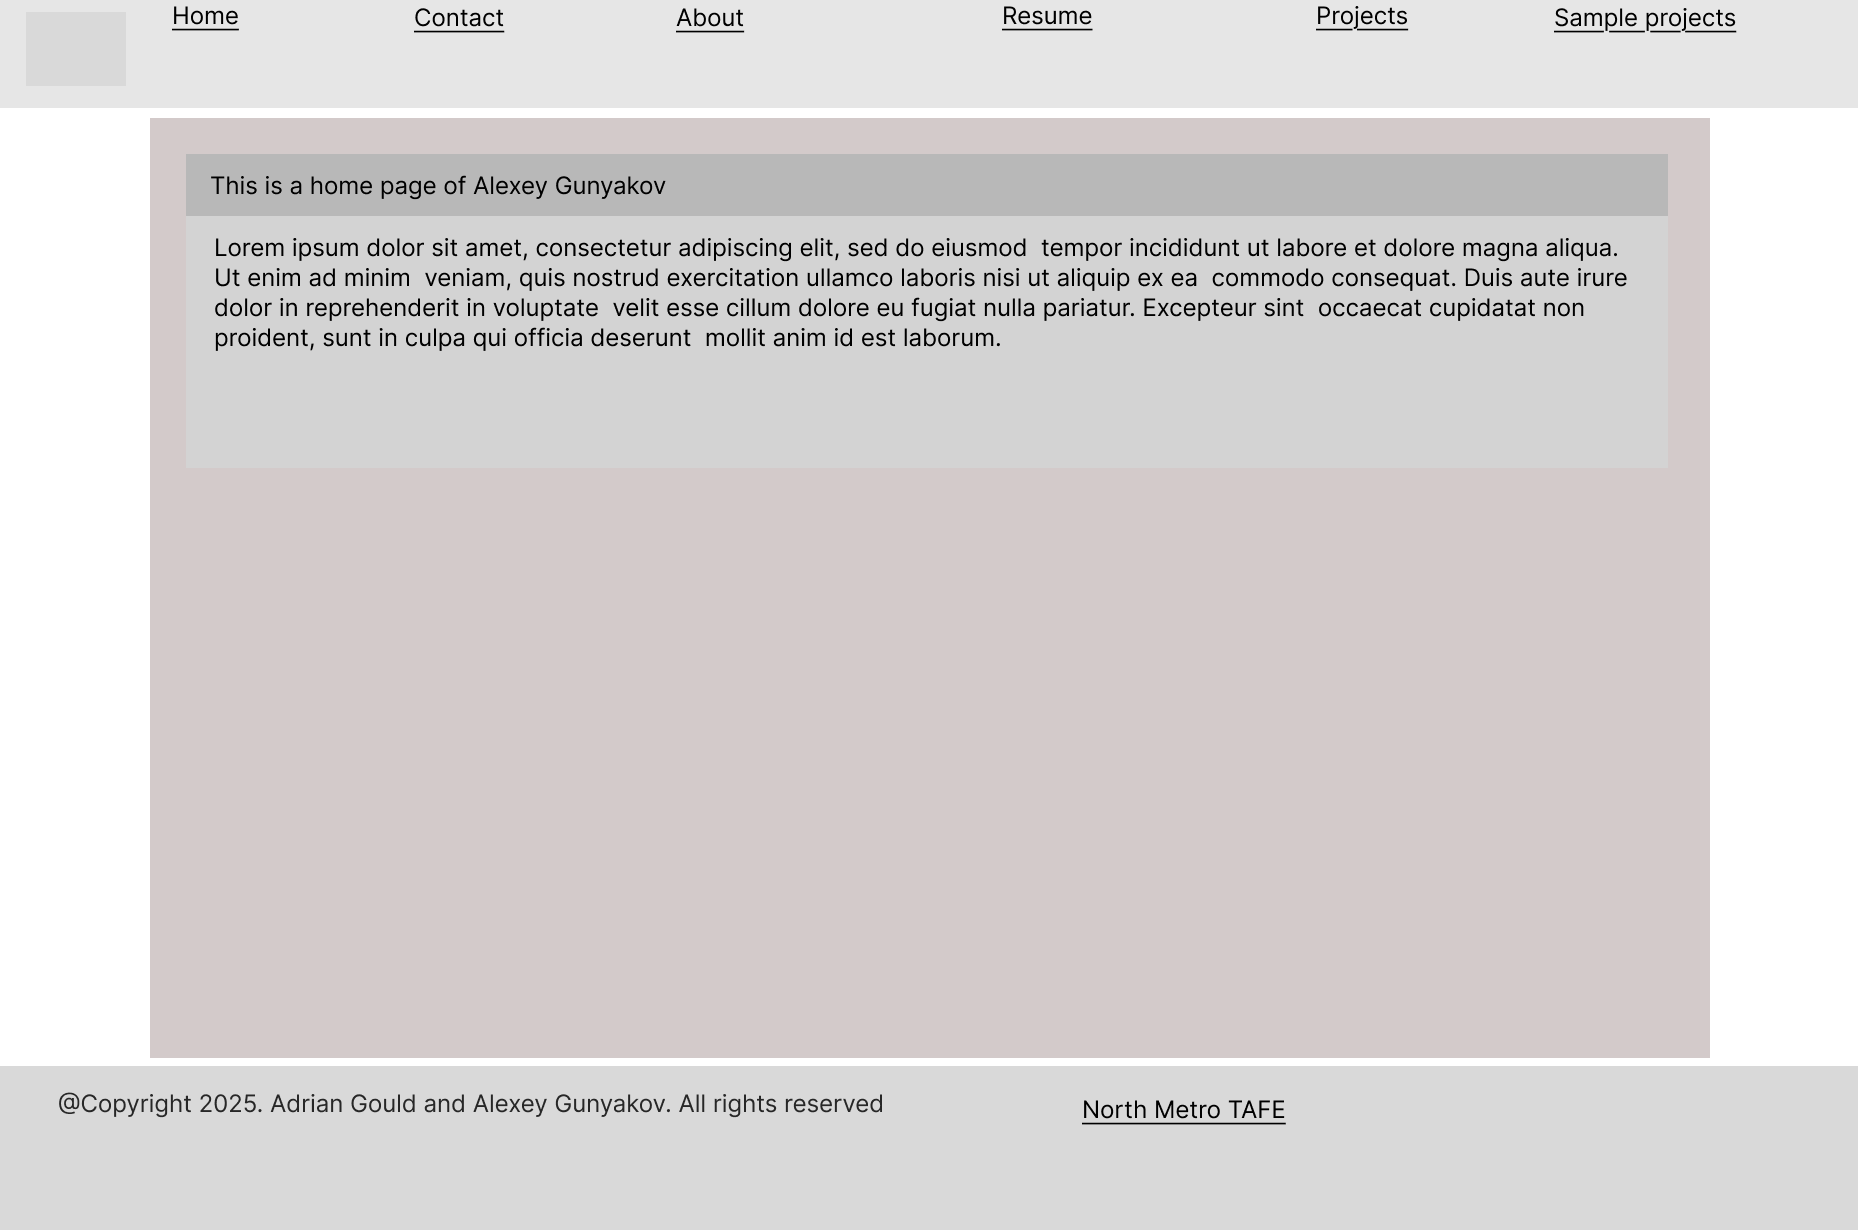 Home Contact About Resume Projects Sample projects
This is a home page of Alexey Gunyakov
Lorem ipsum dolor sit amet, consectetur adipiscing elit, sed do eiusmod  tempor incididunt ut labore et dolore magna aliqua.
Ut enim ad minim  veniam, quis nostrud exercitation ullamco laboris nisi ut aliquip ex ea  commodo consequat. Duis aute irure
dolor in reprehenderit in voluptate  velit esse cillum dolore eu fugiat nulla pariatur. Excepteur sint  occaecat cupidatat non
proident, sunt in culpa qui officia deserunt  mollit anim id est laborum.
@Copyright 2025. Adrian Gould and Alexey Gunyakov. All rights reserved North Metro TAFE